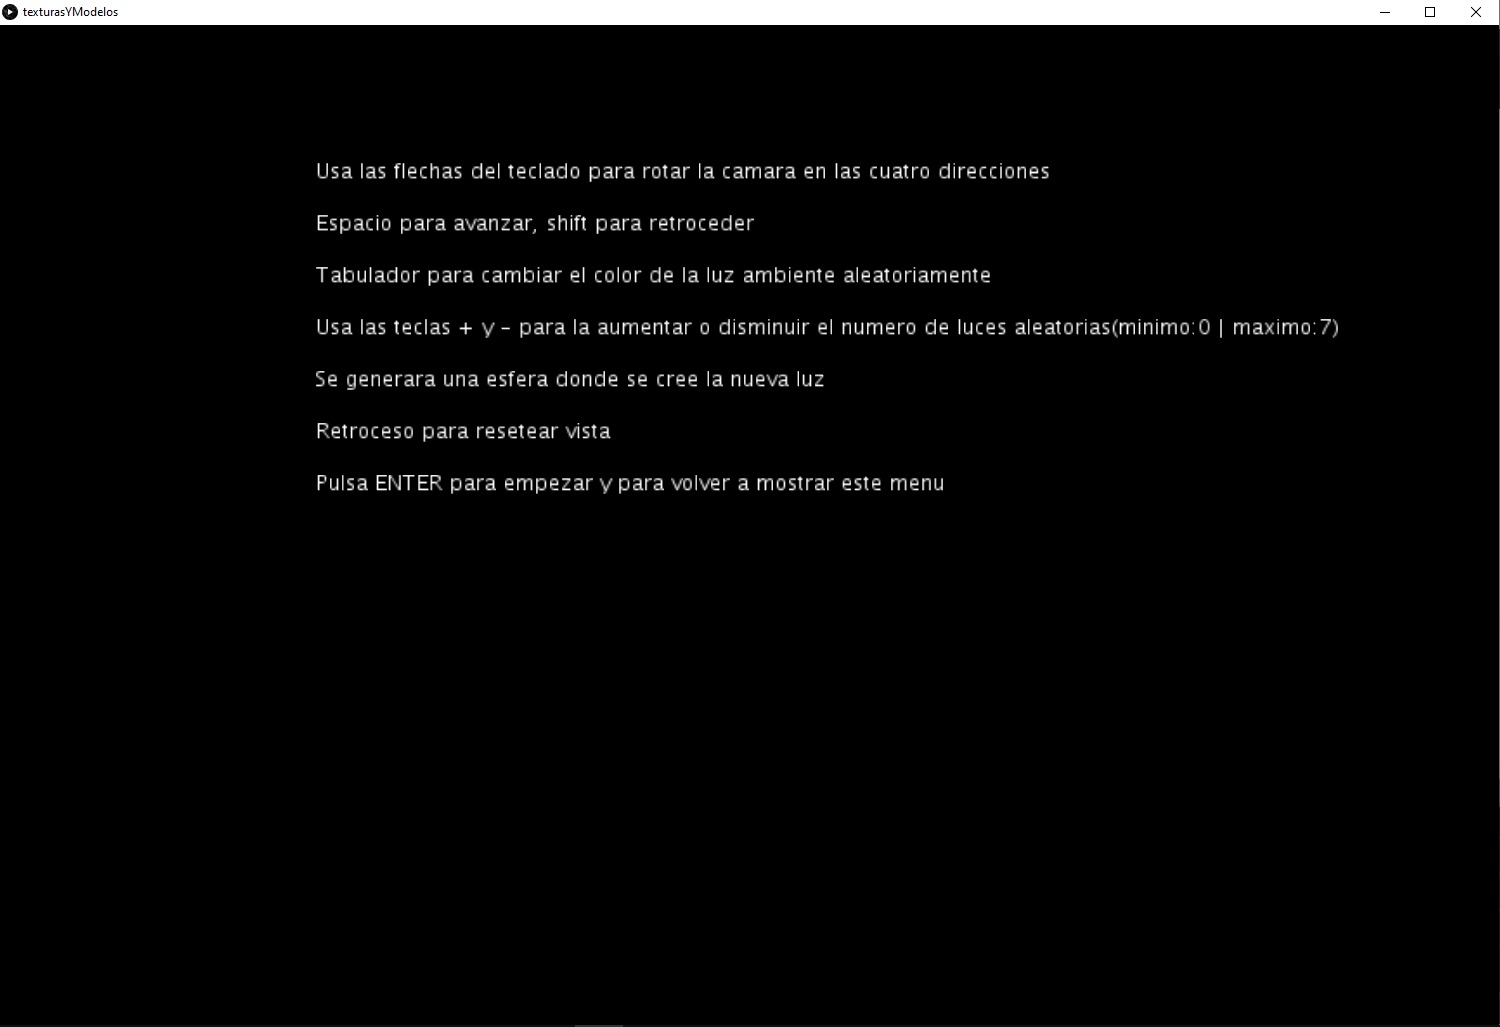 texturasYModelos
Usa las flechas del teclado para rotar la camara en las cuatro direcciones
Espacio para avanzar, shift para retroceder
Tabulador para cambiar el color de la luz ambiente aleatoriamente
Usa las teclas + y - para la aumentar o disminuir el numero de luces aleatorias(minimo:0 | maximo:7)
Se generara una esfera donde se cree la nueva luz
Retroceso para resetear vista
Pulsa ENTER para empezar y para volver a mostrar este menu